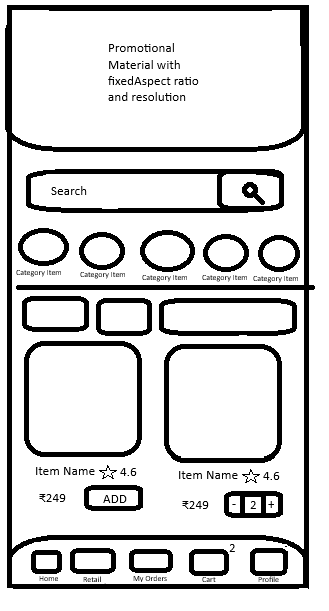 Promotional
Material with
fixedAspect ratio
and resolution
Search
Category Item Category Item Category Item Category Item Category Item
Item Name 4.6 Item Name 4.6
₹249 ADD ₹249 - 2 +
2
Home Retail My Orders Cart Profile